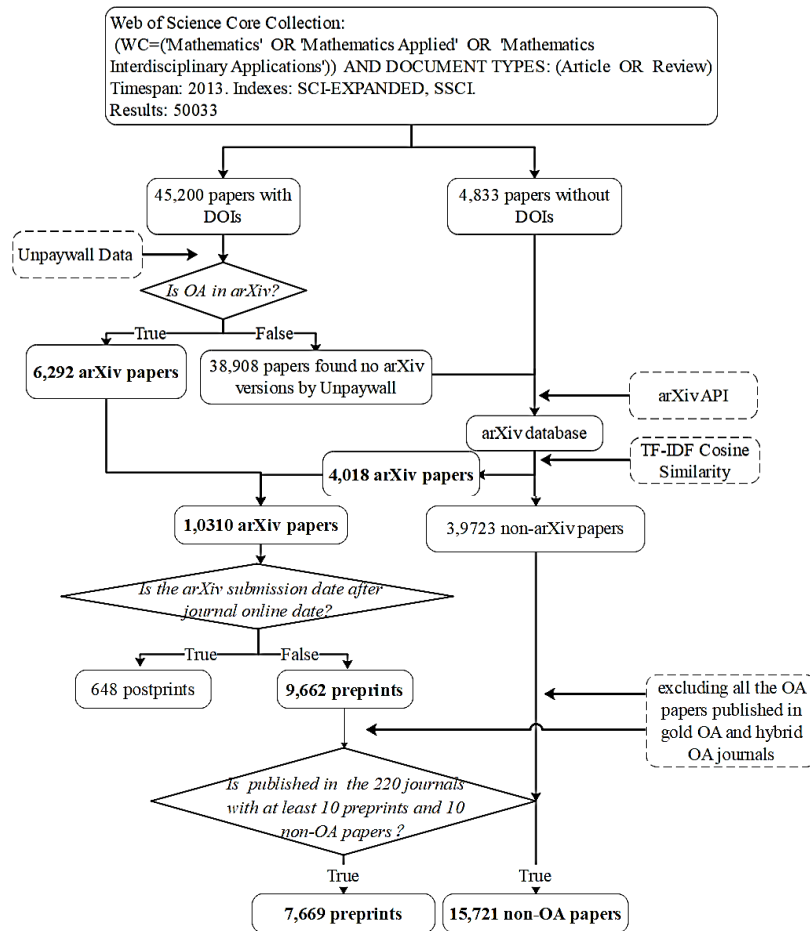 Web of Science Core Collection:
(WC=('Mathematics' OR 'Mathematics Applied' OR 'Mathematics
Interdisciplinary Applications')) AND DOCUMENT TYPES: (Article OR Review)
Timespan: 2013. Indexes: SCI-EXPANDED, SSCI.
Results: 50033
45,200 papers with
DOIs
4,833 papers without
DOIs
Unpaywall Data
Is OA in arXiv?
True
False
6,292 arXiv papers
38,908 papers found no arXiv
versions by Unpaywall
arXiv API
arXiv database
TF-IDF Cosine
Similarity
4,018 arXiv papers
1,0310 arXiv papers
3,9723 non-arXiv papers
Is the arXiv submission date after
journal online date?
True
False
648 postprints
9,662 preprints
excluding all the OA
papers published in
gold OA and hybrid
OA journals
Is published in the 220 journals
with at least 10 preprints and 10
non-OA papers ?
True
True
7,669 preprints
15,721 non-OA papers